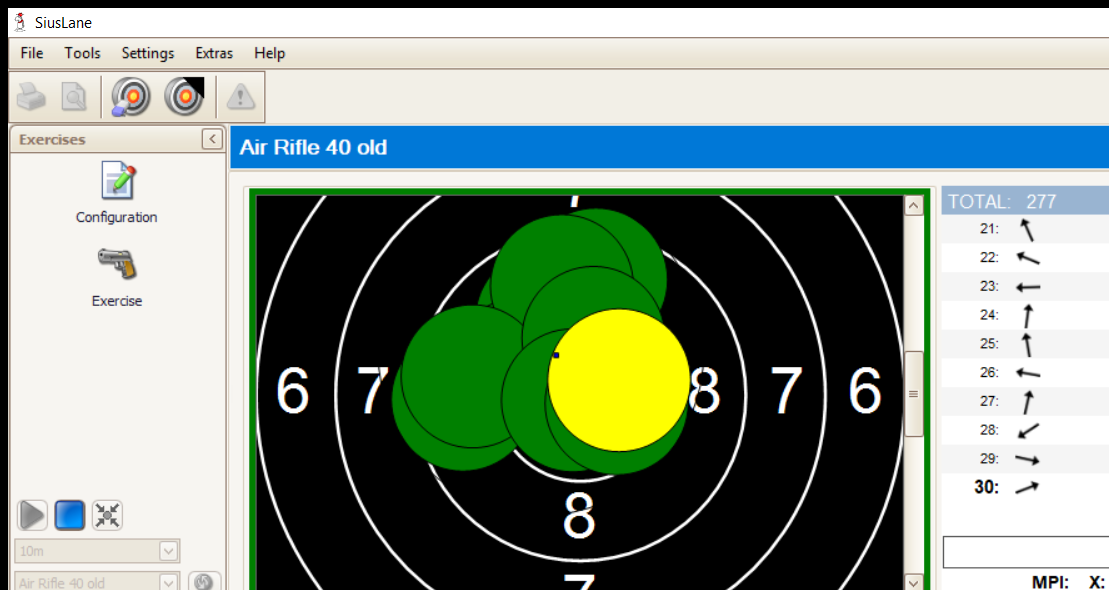 SiusLane
File Tools Settings Extras Help
Exercises
Configuration
Exercise
10m
Air Rifle 40 old
Air Rifle 40 old
7
6 7 8 7 6
8
7
TOTAL: 277
21:
22:
23:
24:
25:
26:
27:
28:
29:
30:
MPI: X: